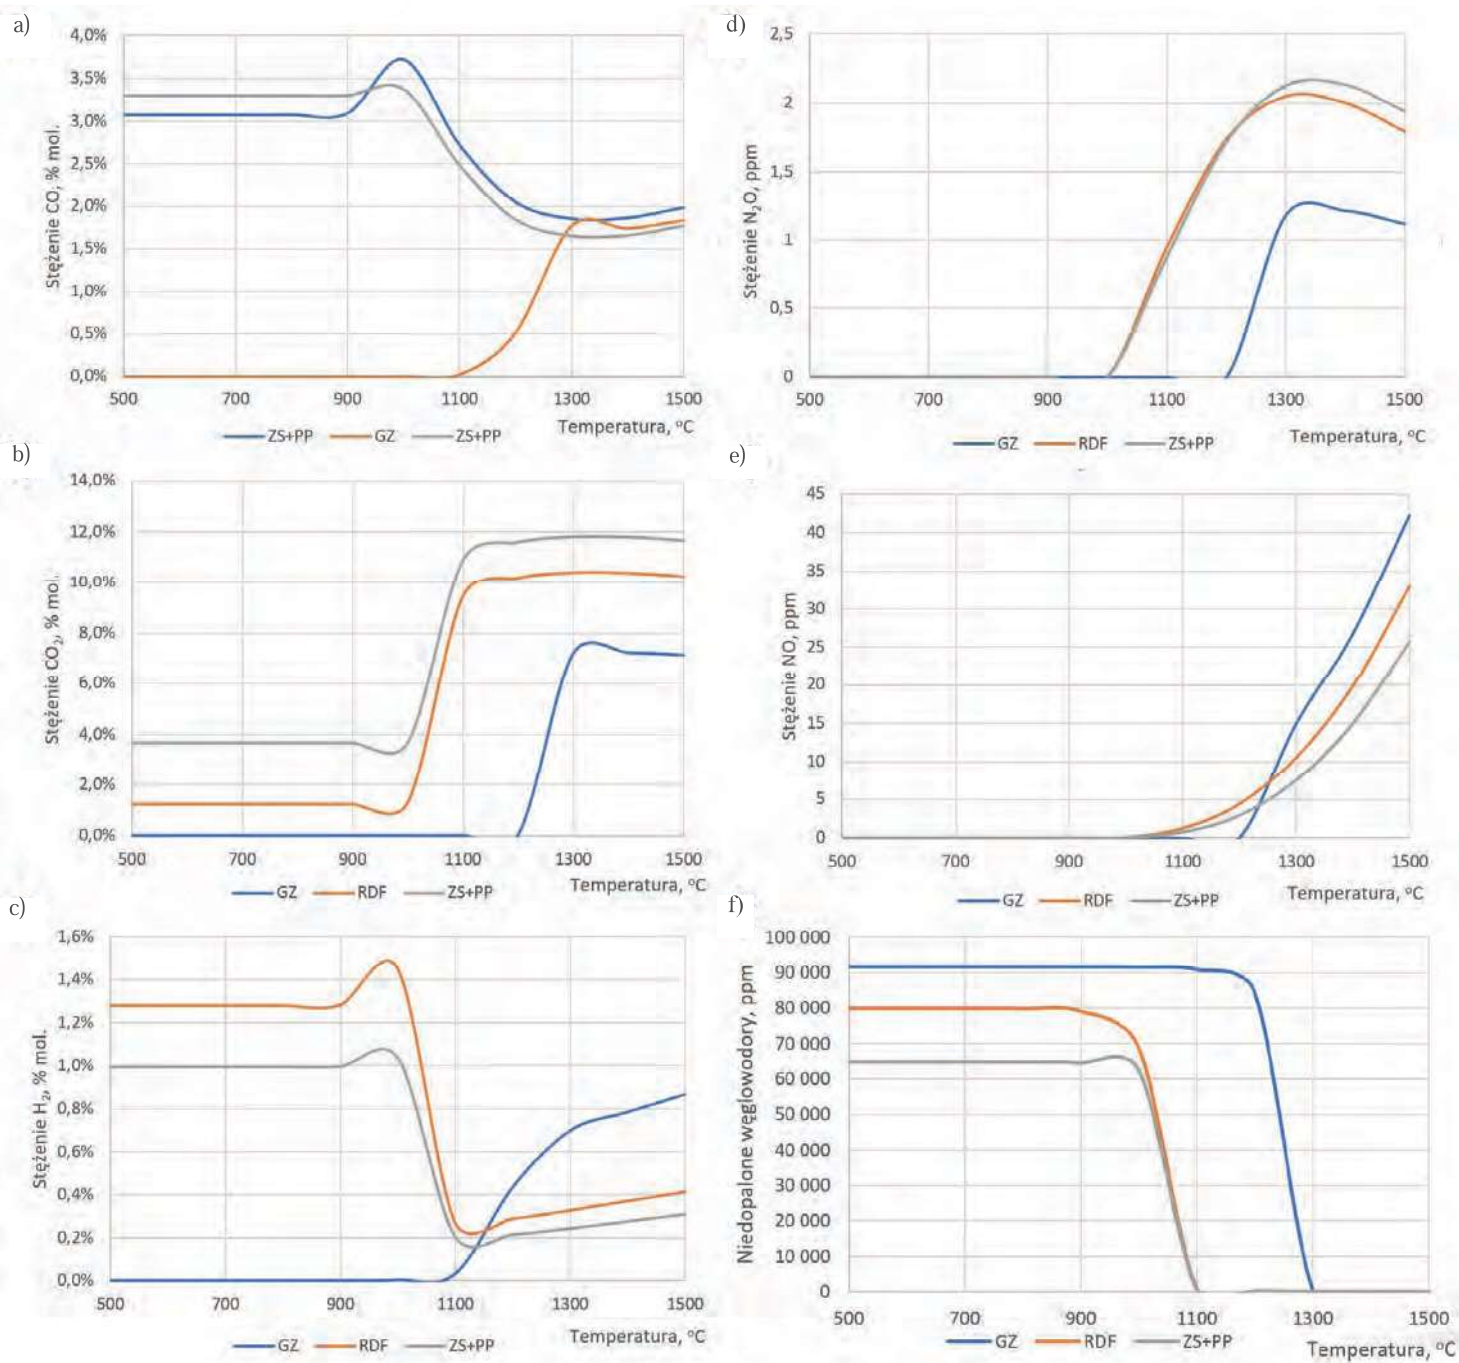 a)
4,0%
3,5%
3,0%
2,5%
2,0%
1,5%
1,0%
0,5%
0,0%
Stężenie CO, % mol.
500 700 900 1100 1300 1500
Temperatura, °C
ZS+PP GZ ZS+PP
b)
14,0%
12,0%
10,0%
8,0%
6,0%
4,0%
2,0%
0,0%
Stężenie CO₂, % mol.
500 700 900 1100 1300 1500
Temperatura, °C
GZ RDF ZS+PP
c)
1,6%
1,4%
1,2%
1,0%
0,8%
0,6%
0,4%
0,2%
0,0%
Stężenie H₂, % mol.
500 700 900 1100 1300 1500
Temperatura, °C
GZ RDF ZS+PP
d)
2,5
2
1,5
1
0,5
0
Stężenie N₂O, ppm
500 700 900 1100 1300 1500
Temperatura, °C
GZ RDF ZS+PP
e)
45
40
35
30
25
20
15
10
5
0
Stężenie NO, ppm
500 700 900 1100 1300 1500
Temperatura, °C
GZ RDF ZS+PP
f)
100 000
90 000
80 000
70 000
60 000
50 000
40 000
30 000
20 000
10 000
0
Niedopalone węglowodory, ppm
500 700 900 1100 1300 1500
Temperatura, °C
GZ RDF ZS+PP